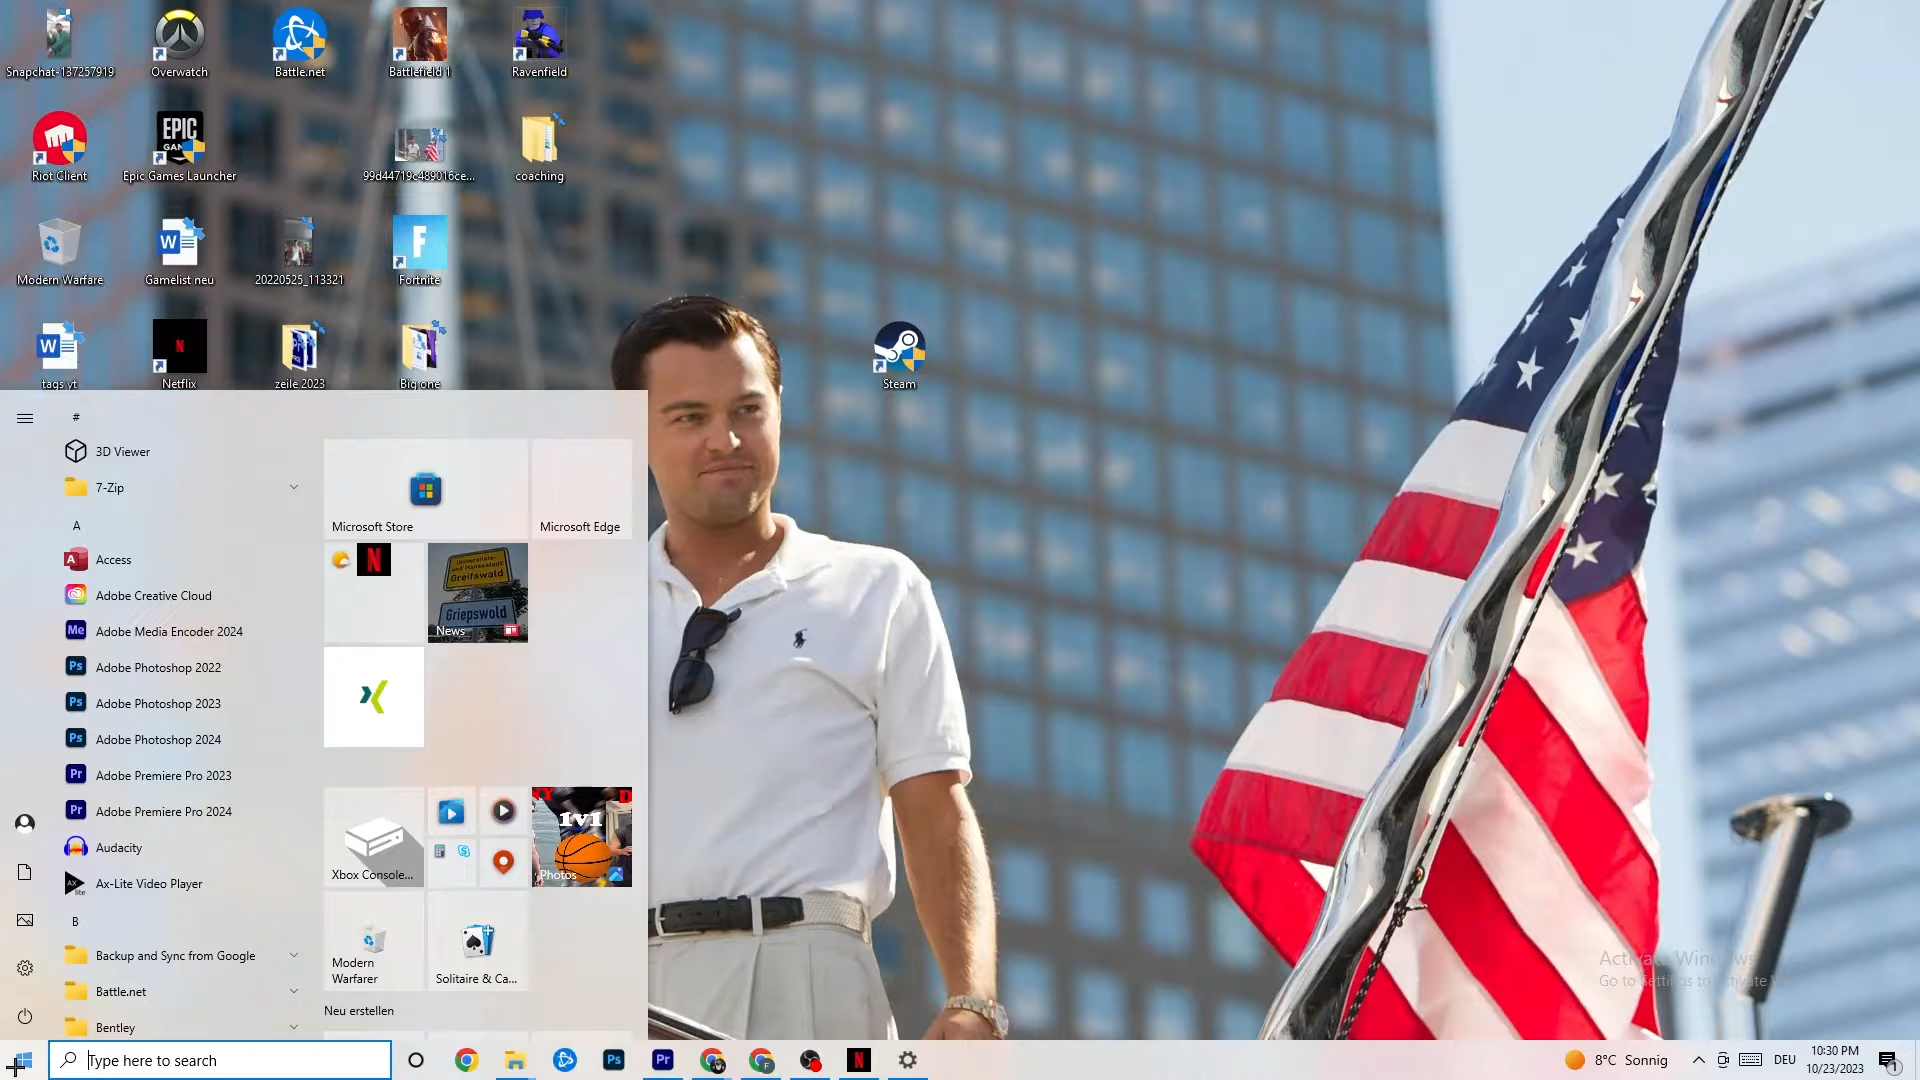 Snapchat-137257919
Overwatch
Battle.net
Battlefield 1
Ravenfield
EPIC
Riot Client
Epic Games Launcher
99d44719c489016ce...
coaching
Modern Warfare
Gamelist neu
20220525_113321
Fortnite
tags yt
Netflix
zeile 2023
Big one
Steam
#
3D Viewer
7-Zip
A
Access
Adobe Creative Cloud
Adobe Media Encoder 2024
Adobe Photoshop 2022
Adobe Photoshop 2023
Adobe Photoshop 2024
Adobe Premiere Pro 2023
Adobe Premiere Pro 2024
Audacity
Ax-Lite Video Player
B
Backup and Sync from Google
Battle.net
Bentley
Microsoft Store
Microsoft Edge
Greifswald
Griepswold
News
Xbox Console...
1v1
Photos
Modern
Warfarer
Solitaire & Ca...
Neu erstellen
Activate Windows
Go to Settings to activate
Type here to search
8°C Sonnig
DEU
10:30 PM
10/23/2023